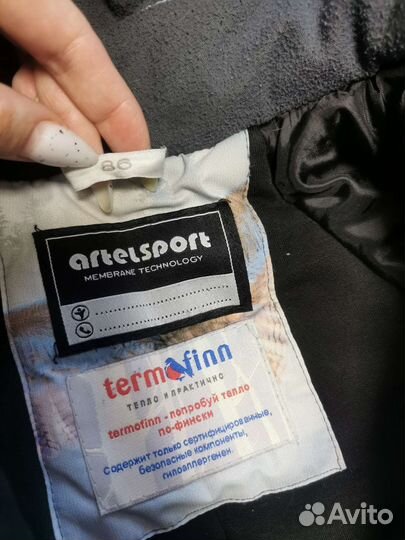 86
artelsport
MEMBRANE TECHNOLOGY
termofinn
ТЕПЛО И ПРАКТИЧНО
termofinn - попробуй тепло
по-фински
Содержит только сертифицированные,
безопасные компоненты,
гипоаллергенен.
Avito